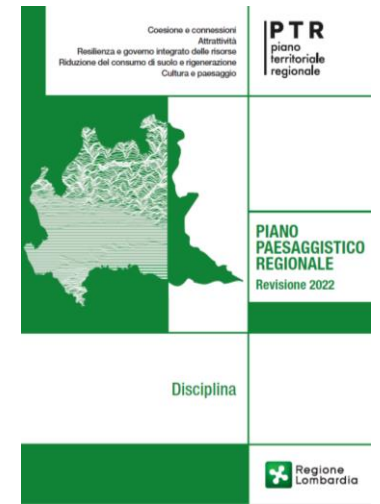 Coesione e connessioni
Attrattività
Resilienza e governo integrato delle risorse
Riduzione del consumo di suolo e rigenerazione
Cultura e paesaggio
PTR
piano
territoriale
regionale
PIANO
PAESAGGISTICO
REGIONALE
Revisione 2022
Disciplina
Regione
Lombardia